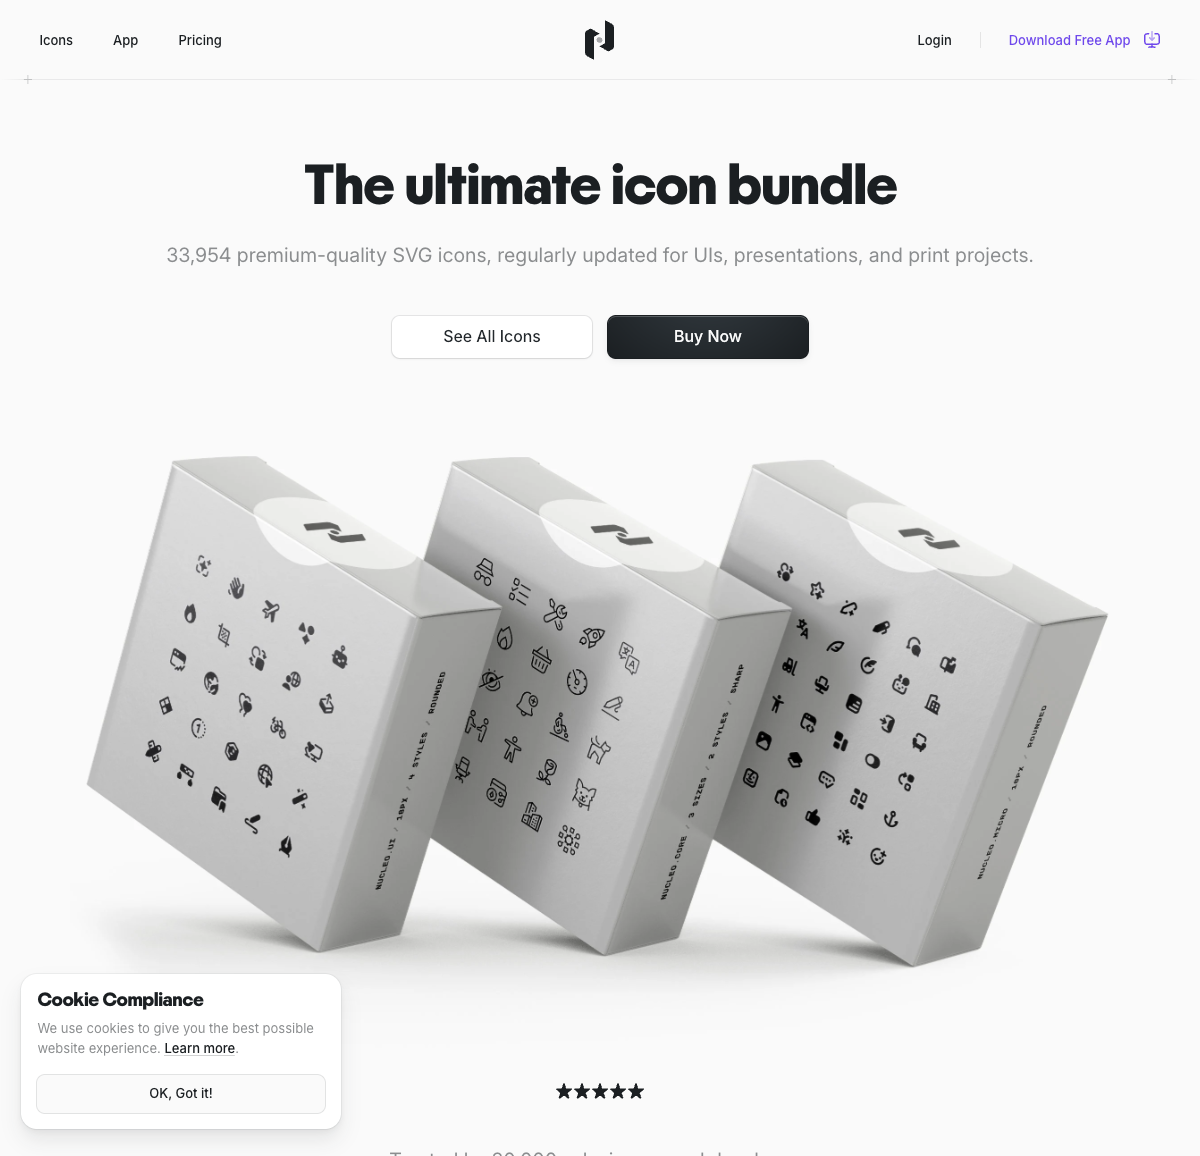 Icons
App
Pricing
Login
Download Free App
The ultimate icon bundle
33,954 premium-quality SVG icons, regularly updated for UIs, presentations, and print projects.
See All Icons
Buy Now
NUCLEO.UI / 18PX / 4 STYLES / ROUNDED
NUCLEO.CORE / 3 SIZES / 2 STYLES / SHARP
NUCLEO.MICRO / 18PX / ROUNDED
Cookie Compliance
We use cookies to give you the best possible
website experience. Learn more.
OK, Got it!